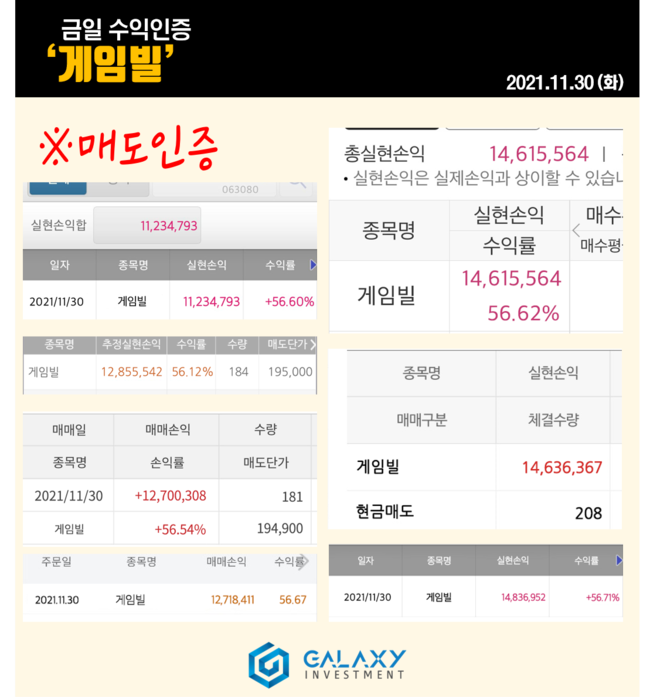 금일 수익인증
‘게임빌’
2021.11.30 (화)
※매도인증
063080
실현손익합 11,234,793
일자 종목명 실현손익 수익률
2021/11/30 게임빌 11,234,793 +56.60%
종목명 추정실현손익 수익률 수량 매도단가
게임빌 12,855,542 56.12% 184 195,000
매매일 매매손익 수량
종목명 손익률 매도단가
2021/11/30 +12,700,308 181
게임빌 +56.54% 194,900
주문일 종목명 매매손익 수익률
2021.11.30 게임빌 12,718,411 56.67
총실현손익 14,615,564
• 실현손익은 실제손익과 상이할 수 있습니
종목명 실현손익 매수
수익률 매수평
게임빌 14,615,564
56.62%
종목명 실현손익
매매구분 체결수량
게임빌 14,636,367
현금매도 208
일자 종목명 실현손익 수익률
2021/11/30 게임빌 14,836,952 +56.71%
GALAXY
INVESTMENT